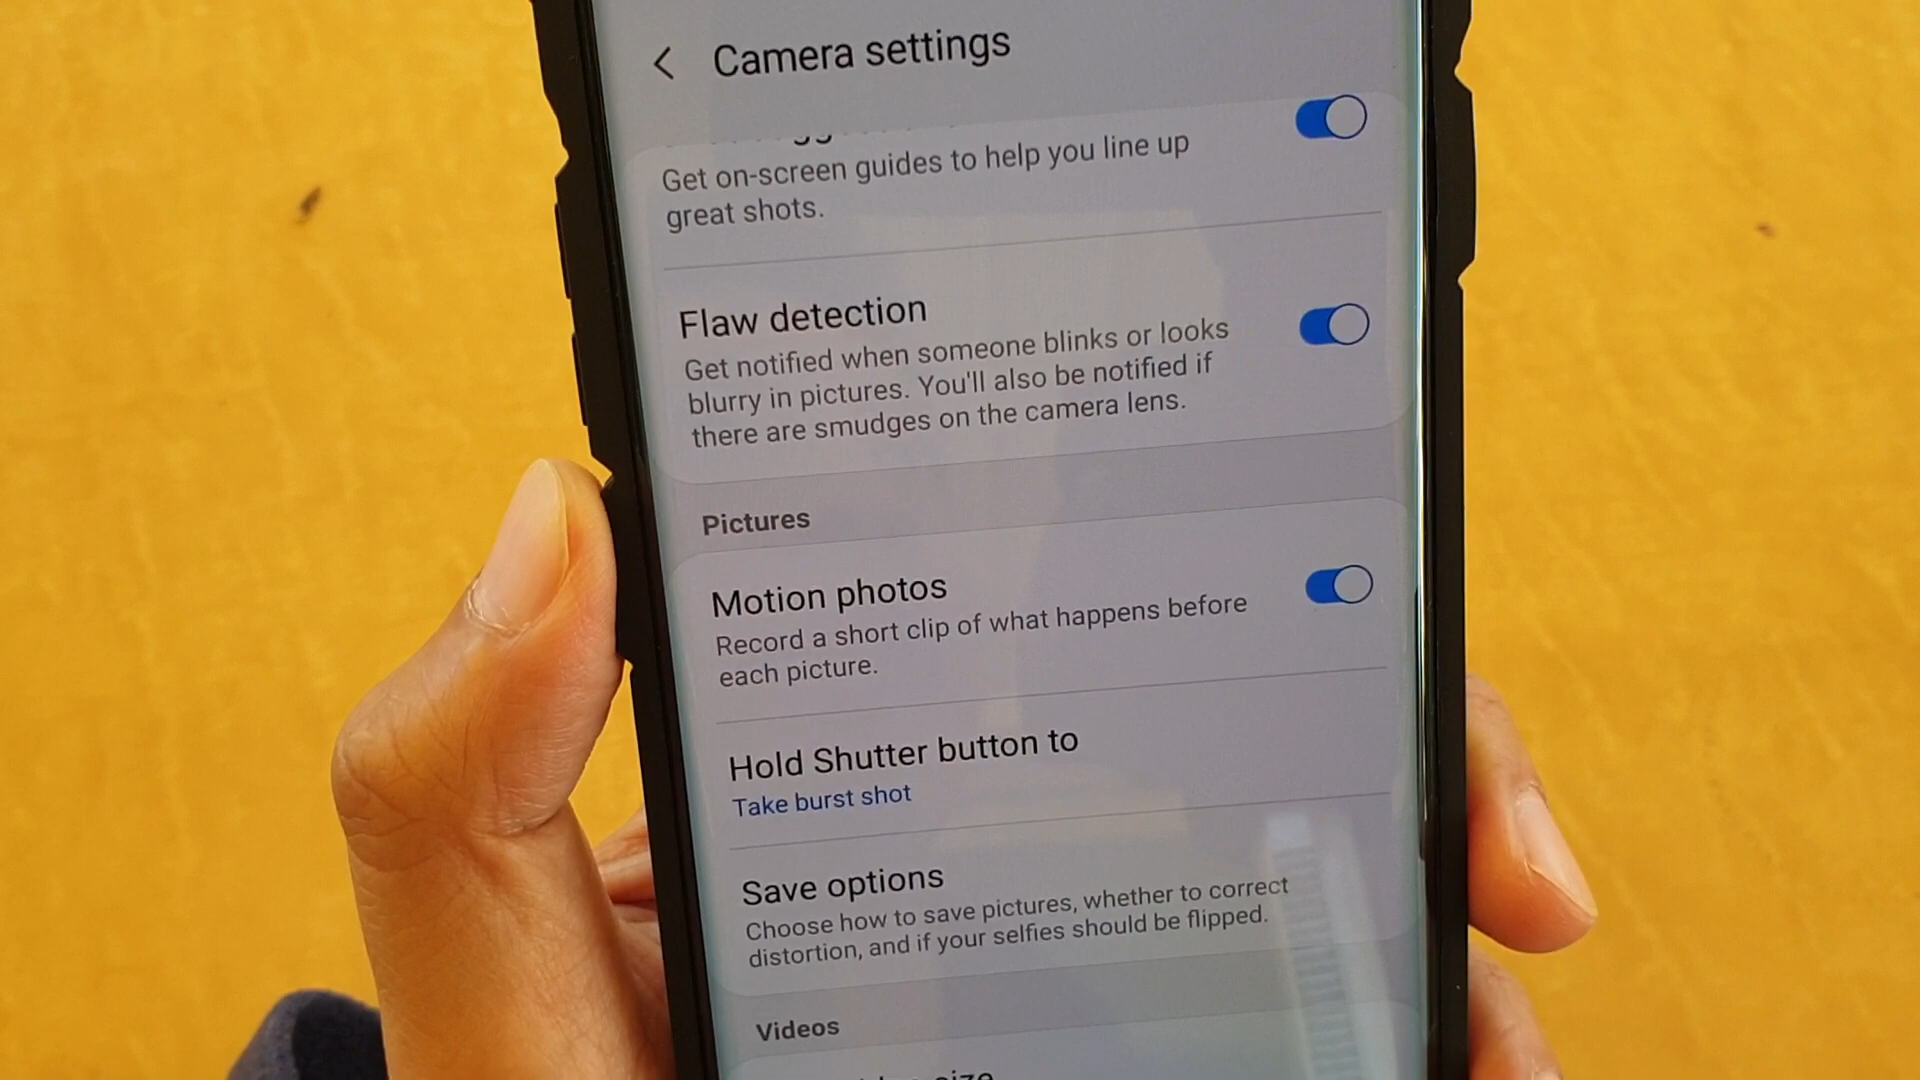 Camera settings
Get on-screen guides to help you line up
great shots.
Flaw detection
Get notified when someone blinks or looks
blurry in pictures. You'll also be notified if
there are smudges on the camera lens.
Pictures
Motion photos
Record a short clip of what happens before
each picture.
Hold Shutter button to
Take burst shot
Save options
Choose how to save pictures, whether to correct
distortion, and if your selfies should be flipped.
Videos
size